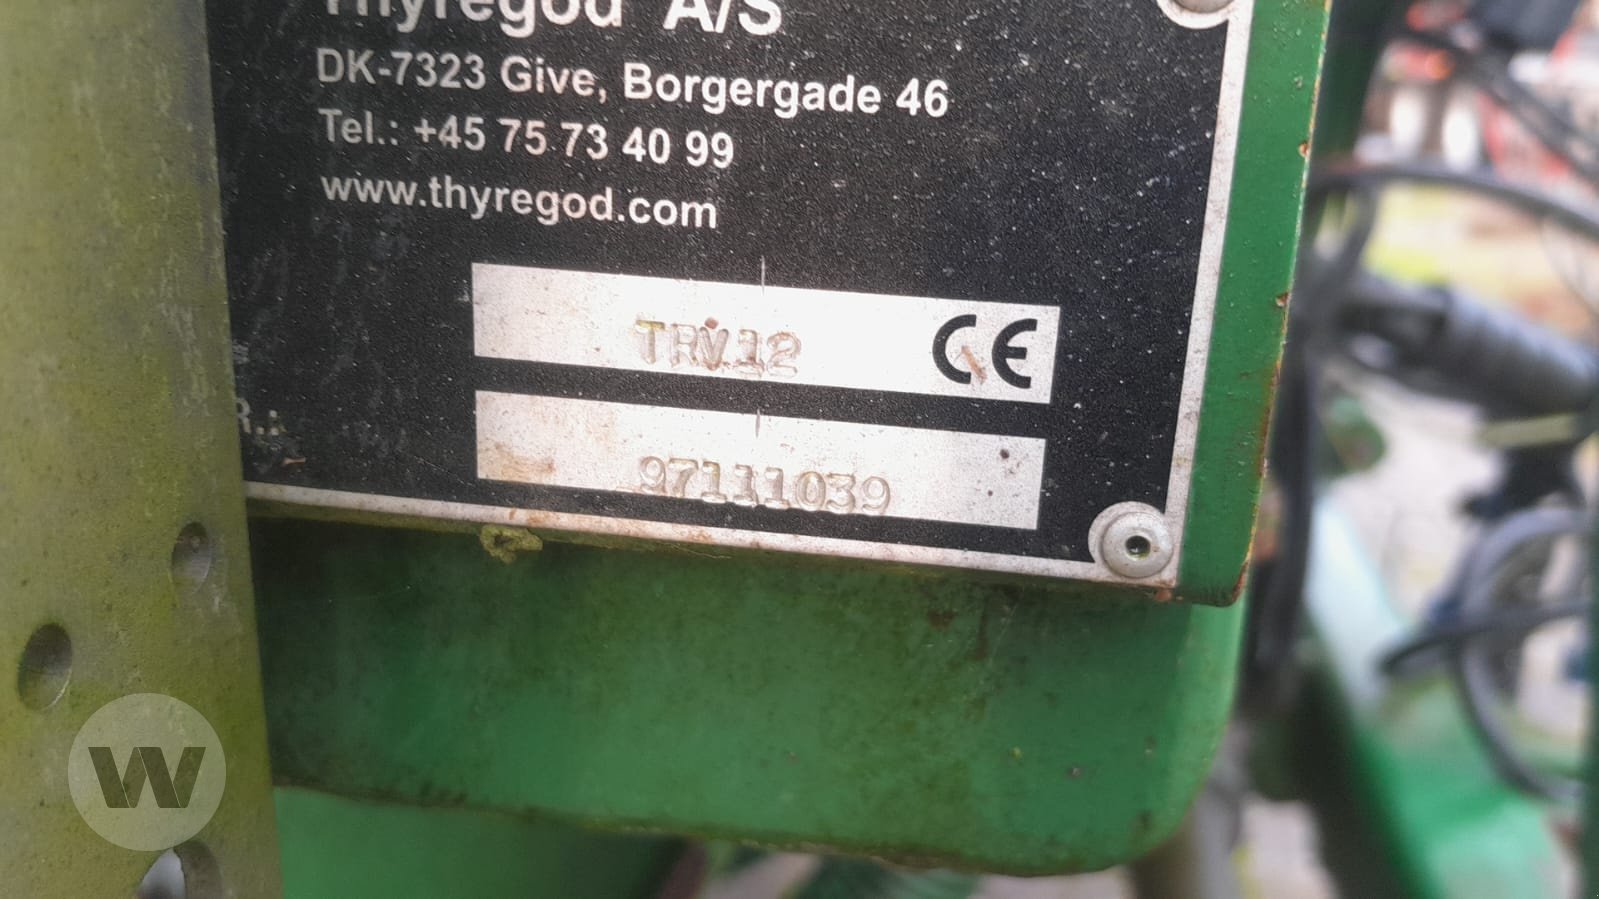 Thyregod A/S
DK-7323 Give, Borgergade 46
Tel.: +45 75 73 40 99
www.thyregod.com
TRV12
CE
R.:
97111039
W